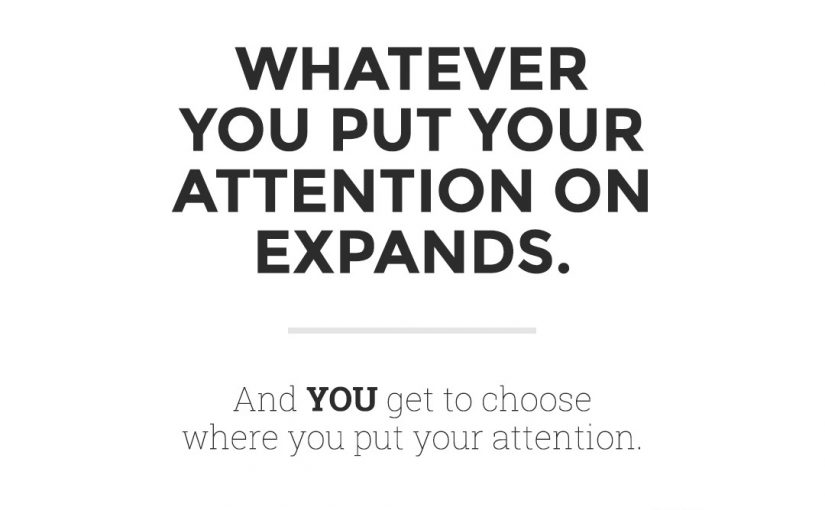 WHATEVER
YOU PUT YOUR
ATTENTION ON
EXPANDS.
And YOU get to choose
where you put your attention.